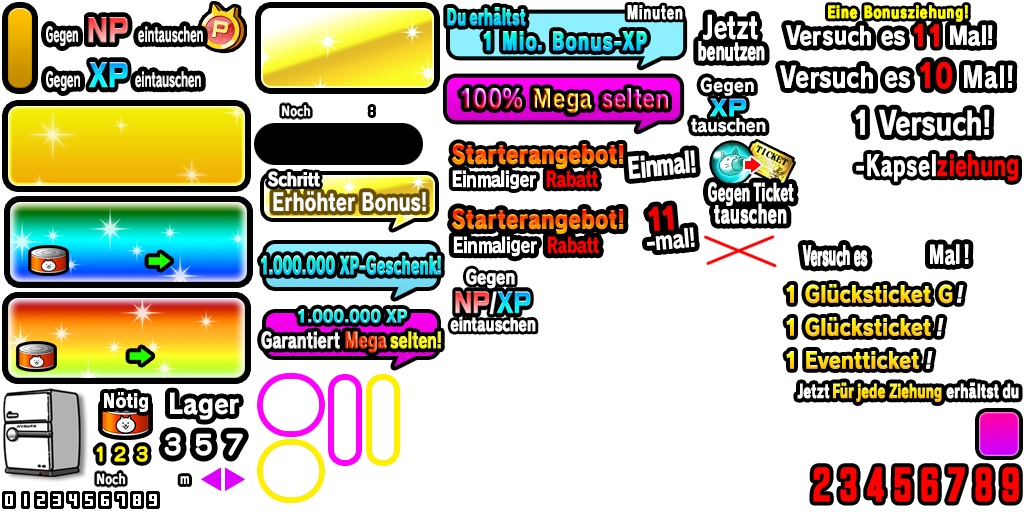 Gegen NP eintauschen
P
Gegen XP eintauschen
Noch :
Schritt
Erhöhter Bonus!
1.000.000 XP-Geschenk!
1.000.000 XP
Garantiert Mega selten!
Nötig
1 2 3
Lager
3 5 7
Noch m
0 1 2 3 4 5 6 7 8 9
Du erhältst Minuten
1 Mio. Bonus-XP
100% Mega selten
Starterangebot!
Einmaliger Rabatt
Einmal!
Starterangebot!
Einmaliger Rabatt
11
-mal!
Gegen
NP/XP
eintauschen
Jetzt
benutzen
Gegen
XP
tauschen
TICKET
Gegen Ticket
tauschen
Eine Bonusziehung!
Versuch es 11 Mal!
Versuch es 10 Mal!
1 Versuch!
-Kapselziehung
Versuch es Mal!
1 Glücksticket G!
1 Glücksticket!
1 Eventticket!
Jetzt Für jede Ziehung erhältst du
2 3 4 5 6 7 8 9